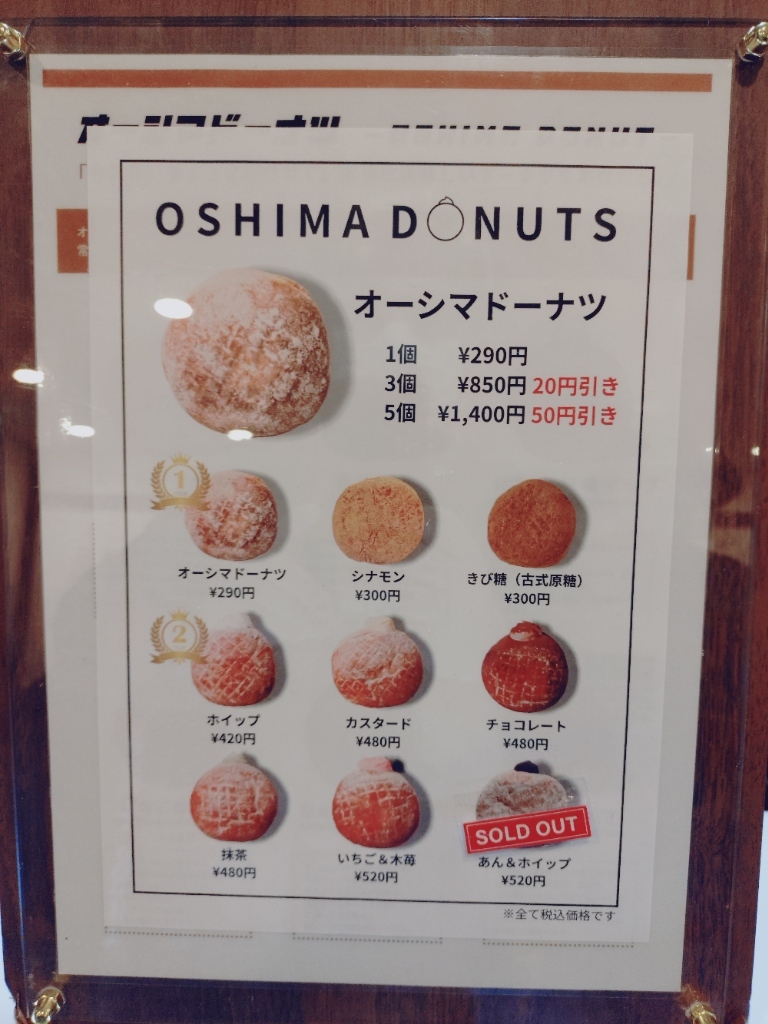 OSHIMA DONUTS
オーシマドーナツ
1個 ¥290円
3個 ¥850円 20円引き
5個 ¥1,400円 50円引き
1
オーシマドーナツ
¥290円
シナモン
¥300円
きび糖（古式原糖）
¥300円
2
ホイップ
¥420円
カスタード
¥480円
チョコレート
¥480円
抹茶
¥480円
いちご＆木苺
¥520円
SOLD OUT
あん＆ホイップ
¥520円
※全て税込価格です